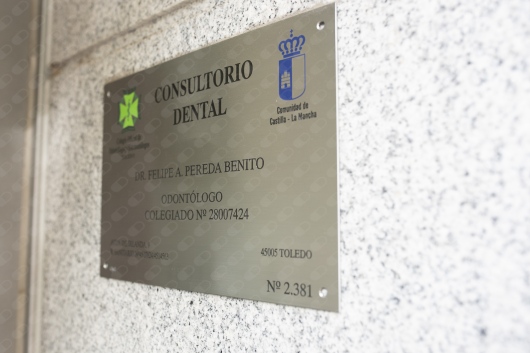 CONSULTORIO
DENTAL
Comunidad de
Castilla - La Mancha
DR. FELIPE A. PEREDA BENITO
ODONTÓLOGO
COLEGIADO Nº 28007424
45005 TOLEDO
Nº 2.381